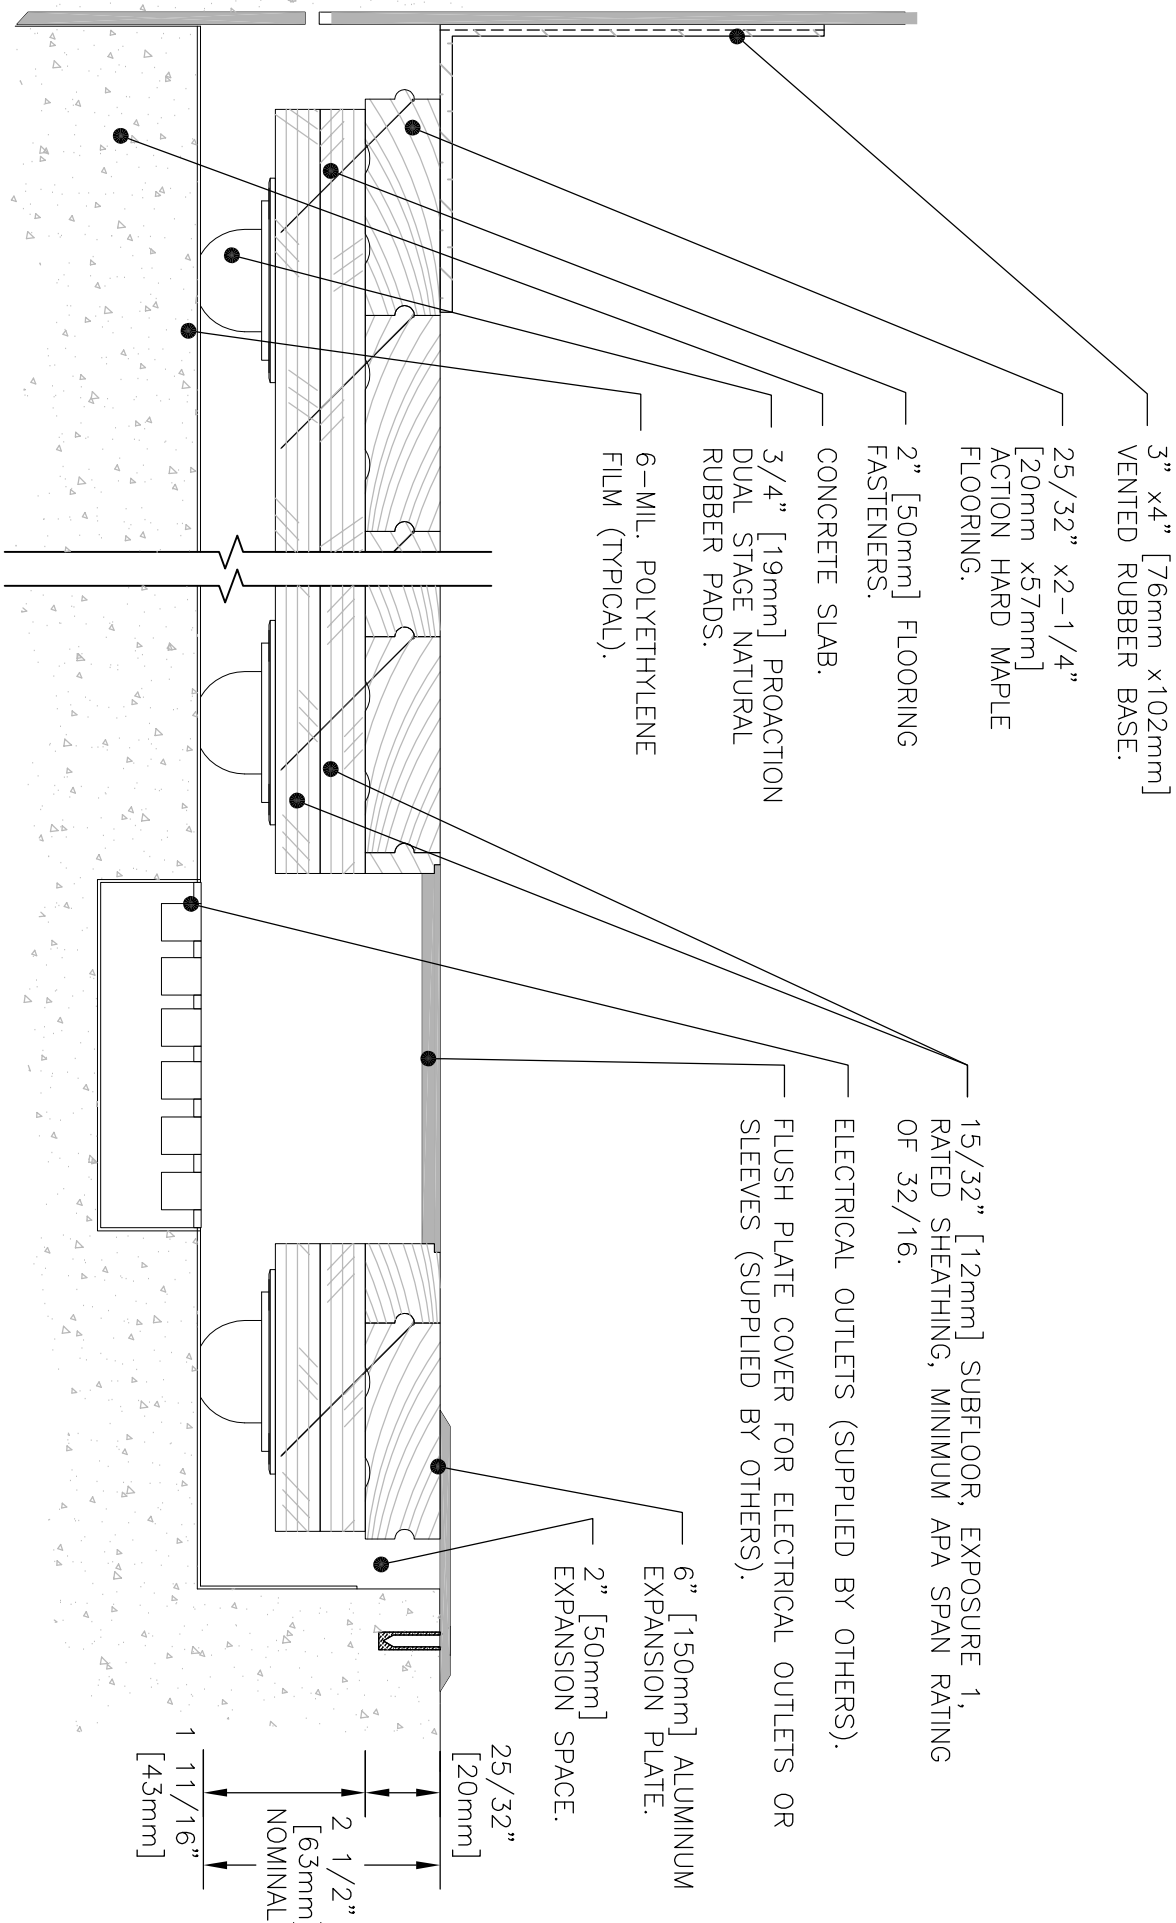 3" x4" [76mm x102mm]
VENTED RUBBER BASE.
25/32" x2-1/4"
[20mm x57mm]
ACTION HARD MAPLE
FLOORING.
2" [50mm] FLOORING
FASTENERS.
CONCRETE SLAB.
3/4" [19mm] PROACTION
DUAL STAGE NATURAL
RUBBER PADS.
6-MIL. POLYETHYLENE
FILM (TYPICAL).
15/32" [12mm] SUBFLOOR, EXPOSURE 1,
RATED SHEATHING, MINIMUM APA SPAN RATING
OF 32/16.
ELECTRICAL OUTLETS (SUPPLIED BY OTHERS).
FLUSH PLATE COVER FOR ELECTRICAL OUTLETS OR
SLEEVES (SUPPLIED BY OTHERS).
6" [150mm] ALUMINUM
EXPANSION PLATE.
2" [50mm]
EXPANSION SPACE.
25/32"
[20mm]
1 11/16"
[43mm]
2 1/2"
[63mm]
NOMINAL